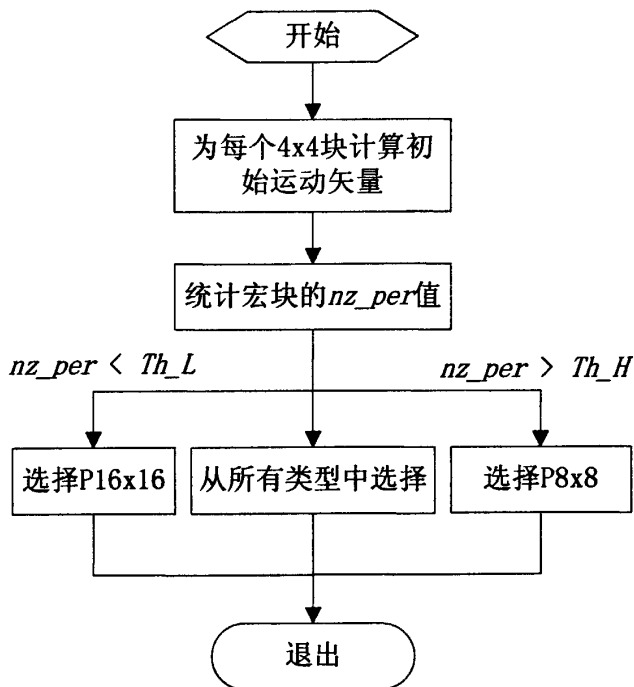 开始
为每个4x4块计算初
始运动矢量
统计宏块的nz_per值
nz_per < Th_L
nz_per > Th_H
选择P16x16
从所有类型中选择
选择P8x8
退出